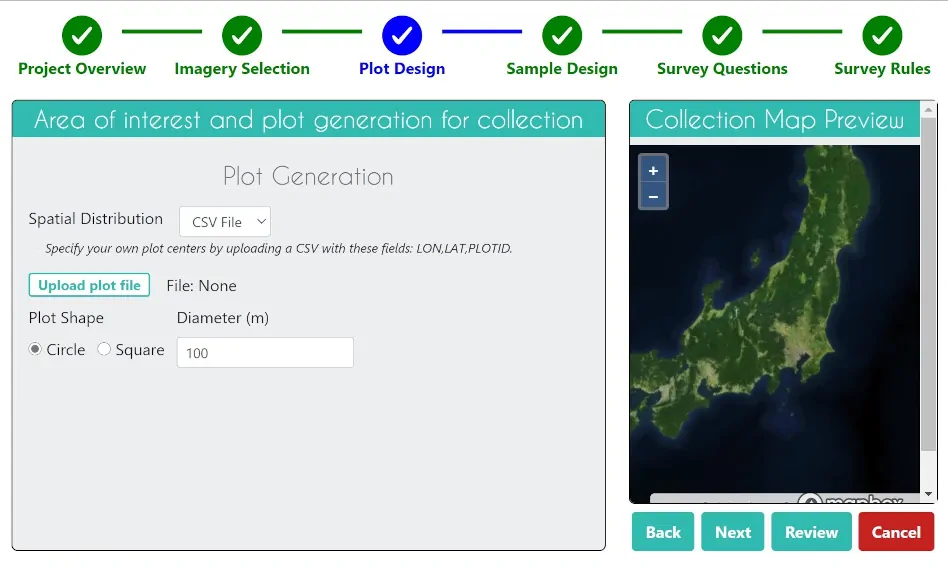 Project Overview
Imagery Selection
Plot Design
Sample Design
Survey Questions
Survey Rules
Area of interest and plot generation for collection
Plot Generation
Spatial Distribution
CSV File
Specify your own plot centers by uploading a CSV with these fields: LON,LAT,PLOTID.
Upload plot file
File: None
Plot Shape
Diameter (m)
Circle
Square
100
Collection Map Preview
+
−
mapbox
Back
Next
Review
Cancel